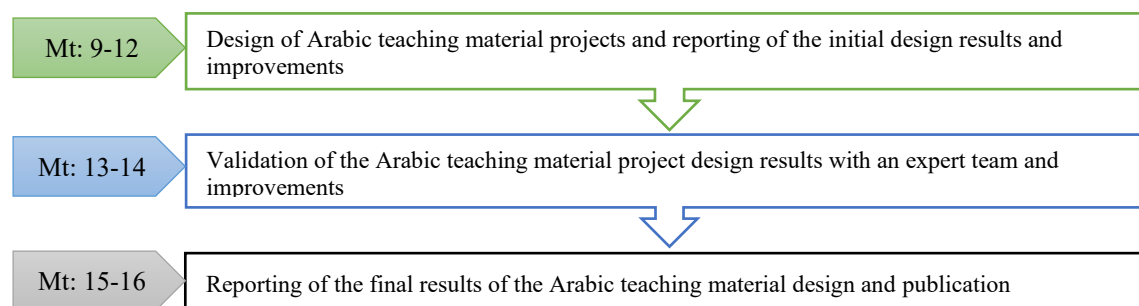 Mt: 9-12
Design of Arabic teaching material projects and reporting of the initial design results and
improvements
Mt: 13-14
Validation of the Arabic teaching material project design results with an expert team and
improvements
Mt: 15-16
Reporting of the final results of the Arabic teaching material design and publication